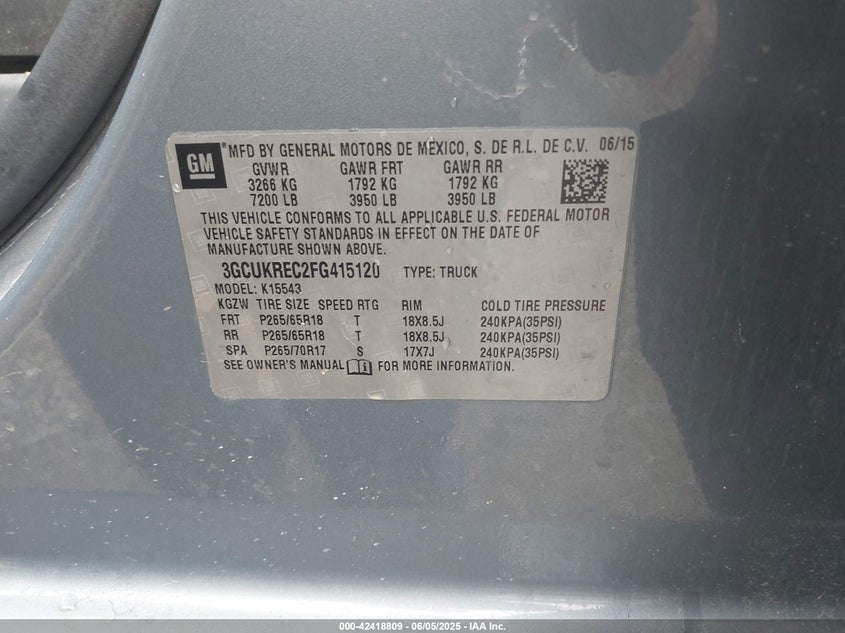 GM
*MFD BY GENERAL MOTORS DE MEXICO, S. DE R.L. DE C.V. 06/15
GVWR GAWR FRT GAWR RR
3266 KG 1792 KG 1792 KG
7200 LB 3950 LB 3950 LB
THIS VEHICLE CONFORMS TO ALL APPLICABLE U.S. FEDERAL MOTOR
VEHICLE SAFETY STANDARDS IN EFFECT ON THE DATE OF
MANUFACTURE SHOWN ABOVE.
3GCUKREC2FG415120 TYPE: TRUCK
MODEL: K15543
KGZW TIRE SIZE SPEED RTG RIM COLD TIRE PRESSURE
FRT P265/65R18 T 18X8.5J 240KPA(35PSI)
RR P265/65R18 T 18X8.5J 240KPA(35PSI)
SPA P265/70R17 S 17X7J 240KPA(35PSI)
SEE OWNER'S MANUAL FOR MORE INFORMATION.
000-42418809 - 06/05/2025 - IAA Inc.